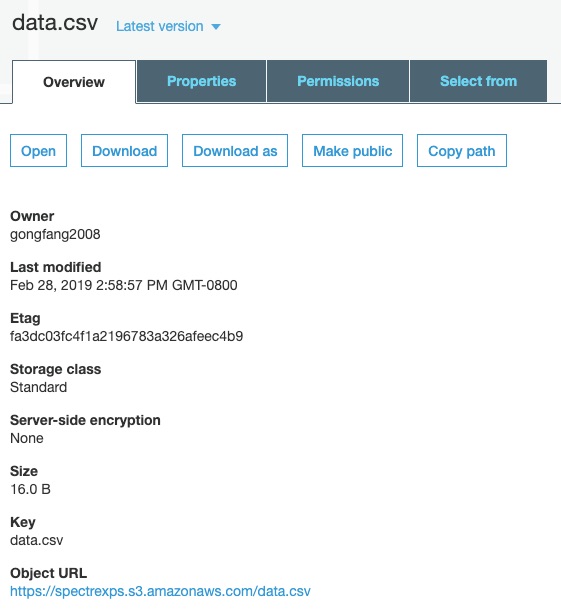 data.csv Latest version
Overview Properties Permissions Select from
Open Download Download as Make public Copy path
Owner
gongfang2008
Last modified
Feb 28, 2019 2:58:57 PM GMT-0800
Etag
fa3dc03fc4f1a2196783a326afeec4b9
Storage class
Standard
Server-side encryption
None
Size
16.0 B
Key
data.csv
Object URL
https://spectrexps.s3.amazonaws.com/data.csv